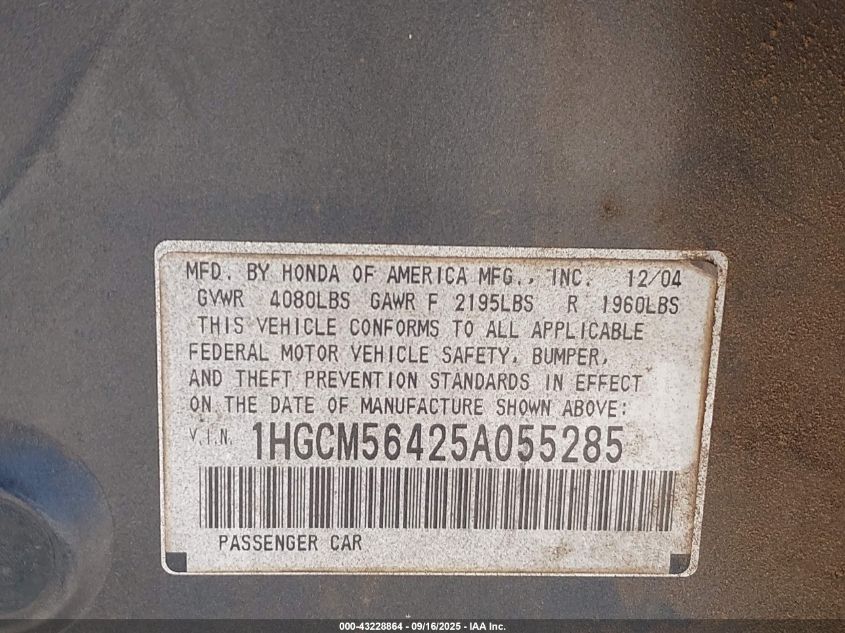 MFD. BY HONDA OF AMERICA MFG., INC. 12/04
GVWR 4080LBS GAWR F 2195LBS R 1960LBS
THIS VEHICLE CONFORMS TO ALL APPLICABLE
FEDERAL MOTOR VEHICLE SAFETY, BUMPER,
AND THEFT PREVENTION STANDARDS IN EFFECT
ON THE DATE OF MANUFACTURE SHOWN ABOVE:
V.I.N. 1HGCM56425A055285
PASSENGER CAR
000-43228864 - 09/16/2025 - IAA Inc.